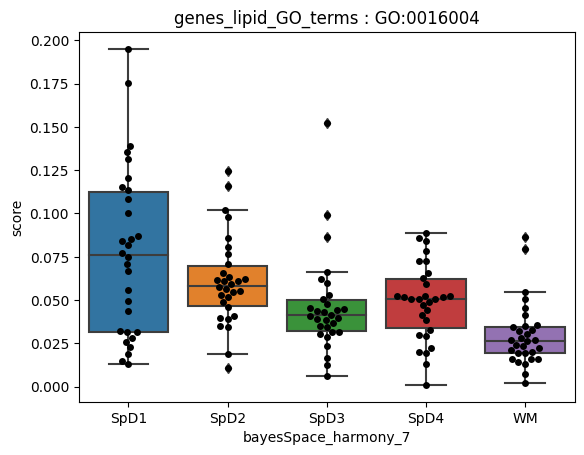 genes_lipid_GO_terms : GO:0016004
0.200
0.175
0.150
0.125
0.100
0.075
0.050
0.025
0.000
score
SpD1 SpD2 SpD3 SpD4 WM
bayesSpace_harmony_7